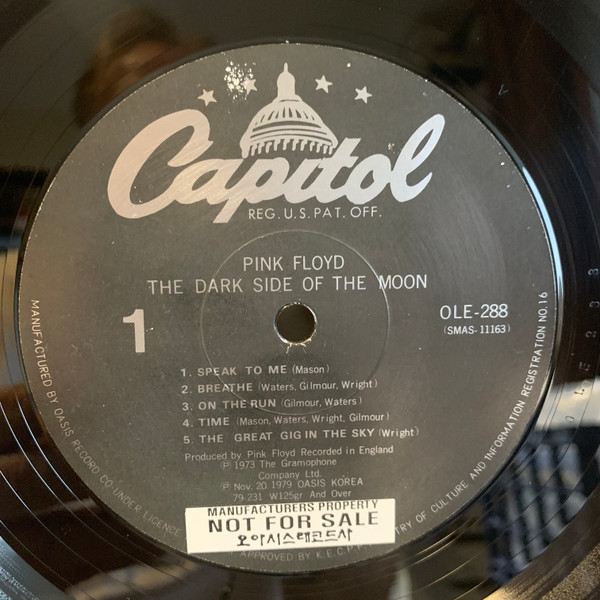 Capitol
REG. U.S. PAT. OFF.
PINK FLOYD
THE DARK SIDE OF THE MOON
1
OLE-288
(SMAS-11163)
1. SPEAK TO ME (Mason)
2. BREATHE (Waters, Gilmour, Wright)
3. ON THE RUN (Gilmour, Waters)
4. TIME (Mason, Waters, Wright, Gilmour)
5. THE GREAT GIG IN THE SKY (Wright)
Produced by Pink Floyd Recorded in England
Ⓟ 1973 The Gramophone
Company Ltd.
Ⓟ Nov. 20. 1979 OASIS KOREA
79-231 W125gr And Over
MANUFACTURERS PROPERTY
NOT FOR SALE
오아시스레코드사
MANUFACTURED BY OASIS RECORD CO UNDER LICENCE
APPROVED BY K.E.C.P.
OF CULTURE AND INFORMATION REGISTRATION NO.16